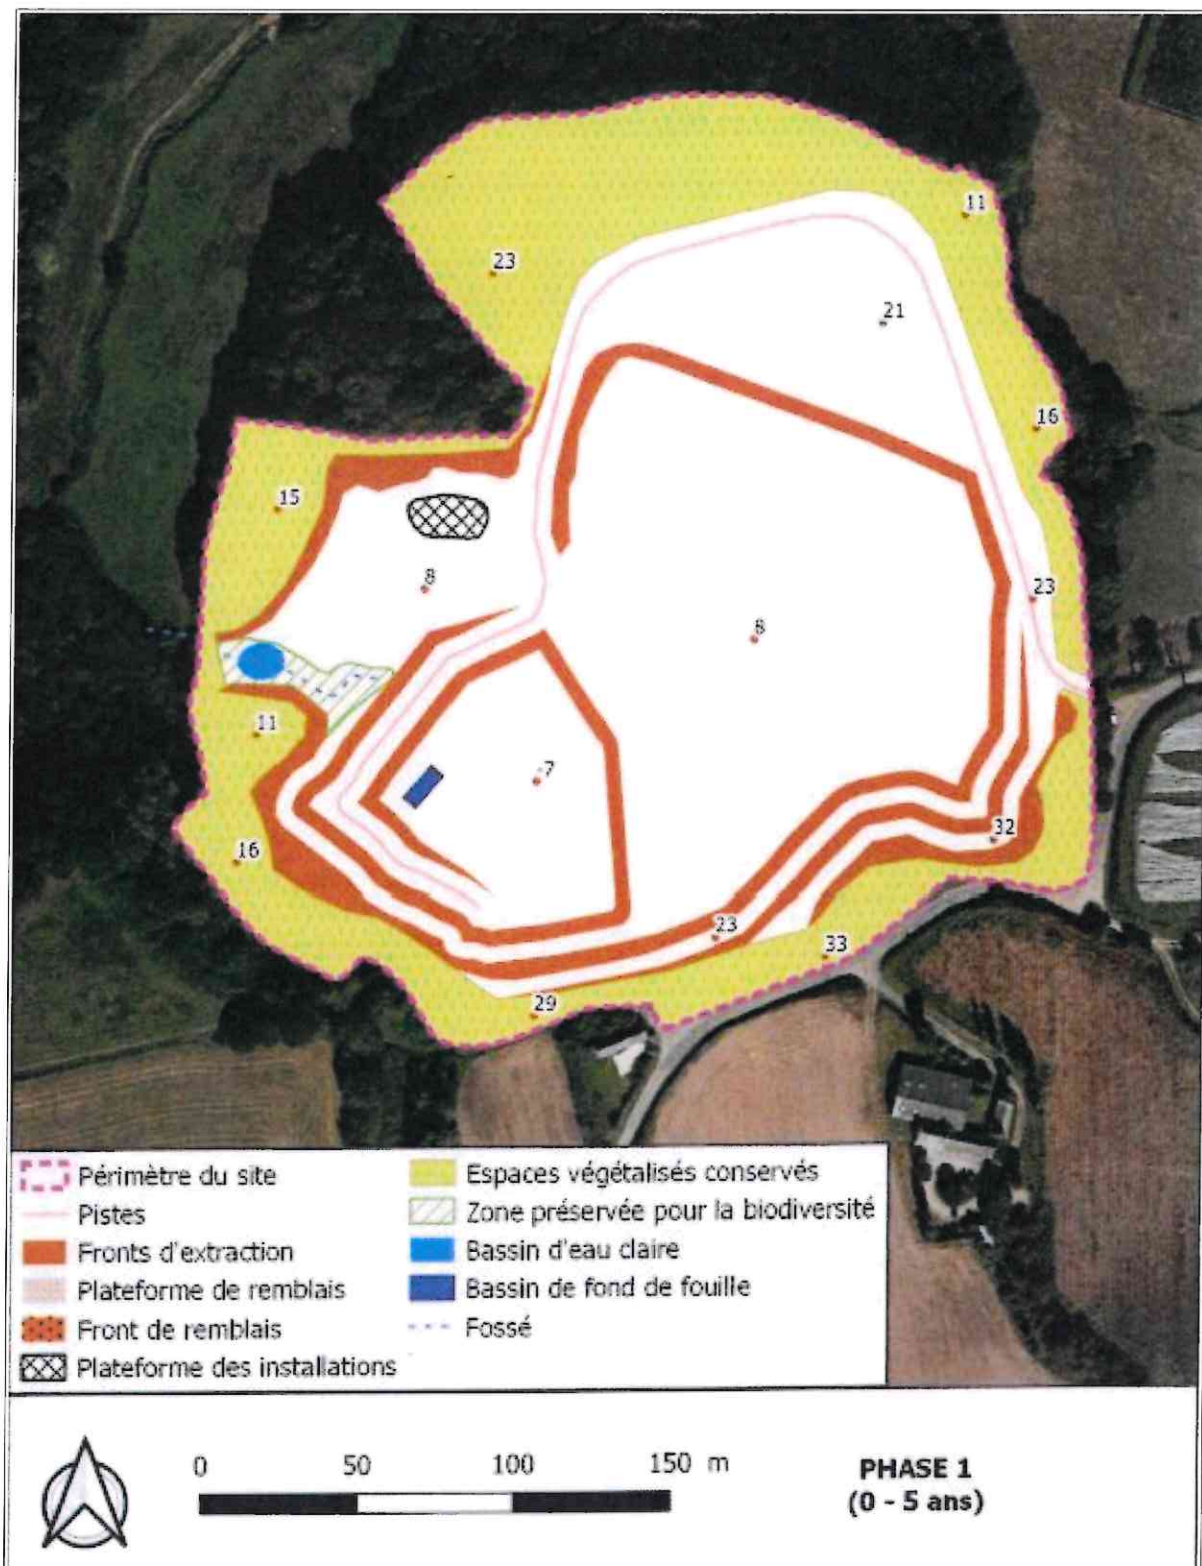 11
23
21
16
15
8
23
8
11
-7
32
16
23
33
29
Périmètre du site
Pistes
Fronts d'extraction
Plateforme de remblais
Front de remblais
Plateforme des installations
Espaces végétalisés conservés
Zone préservée pour la biodiversité
Bassin d'eau claire
Bassin de fond de fouille
Fossé
0 50 100 150 m
PHASE 1
(0 - 5 ans)